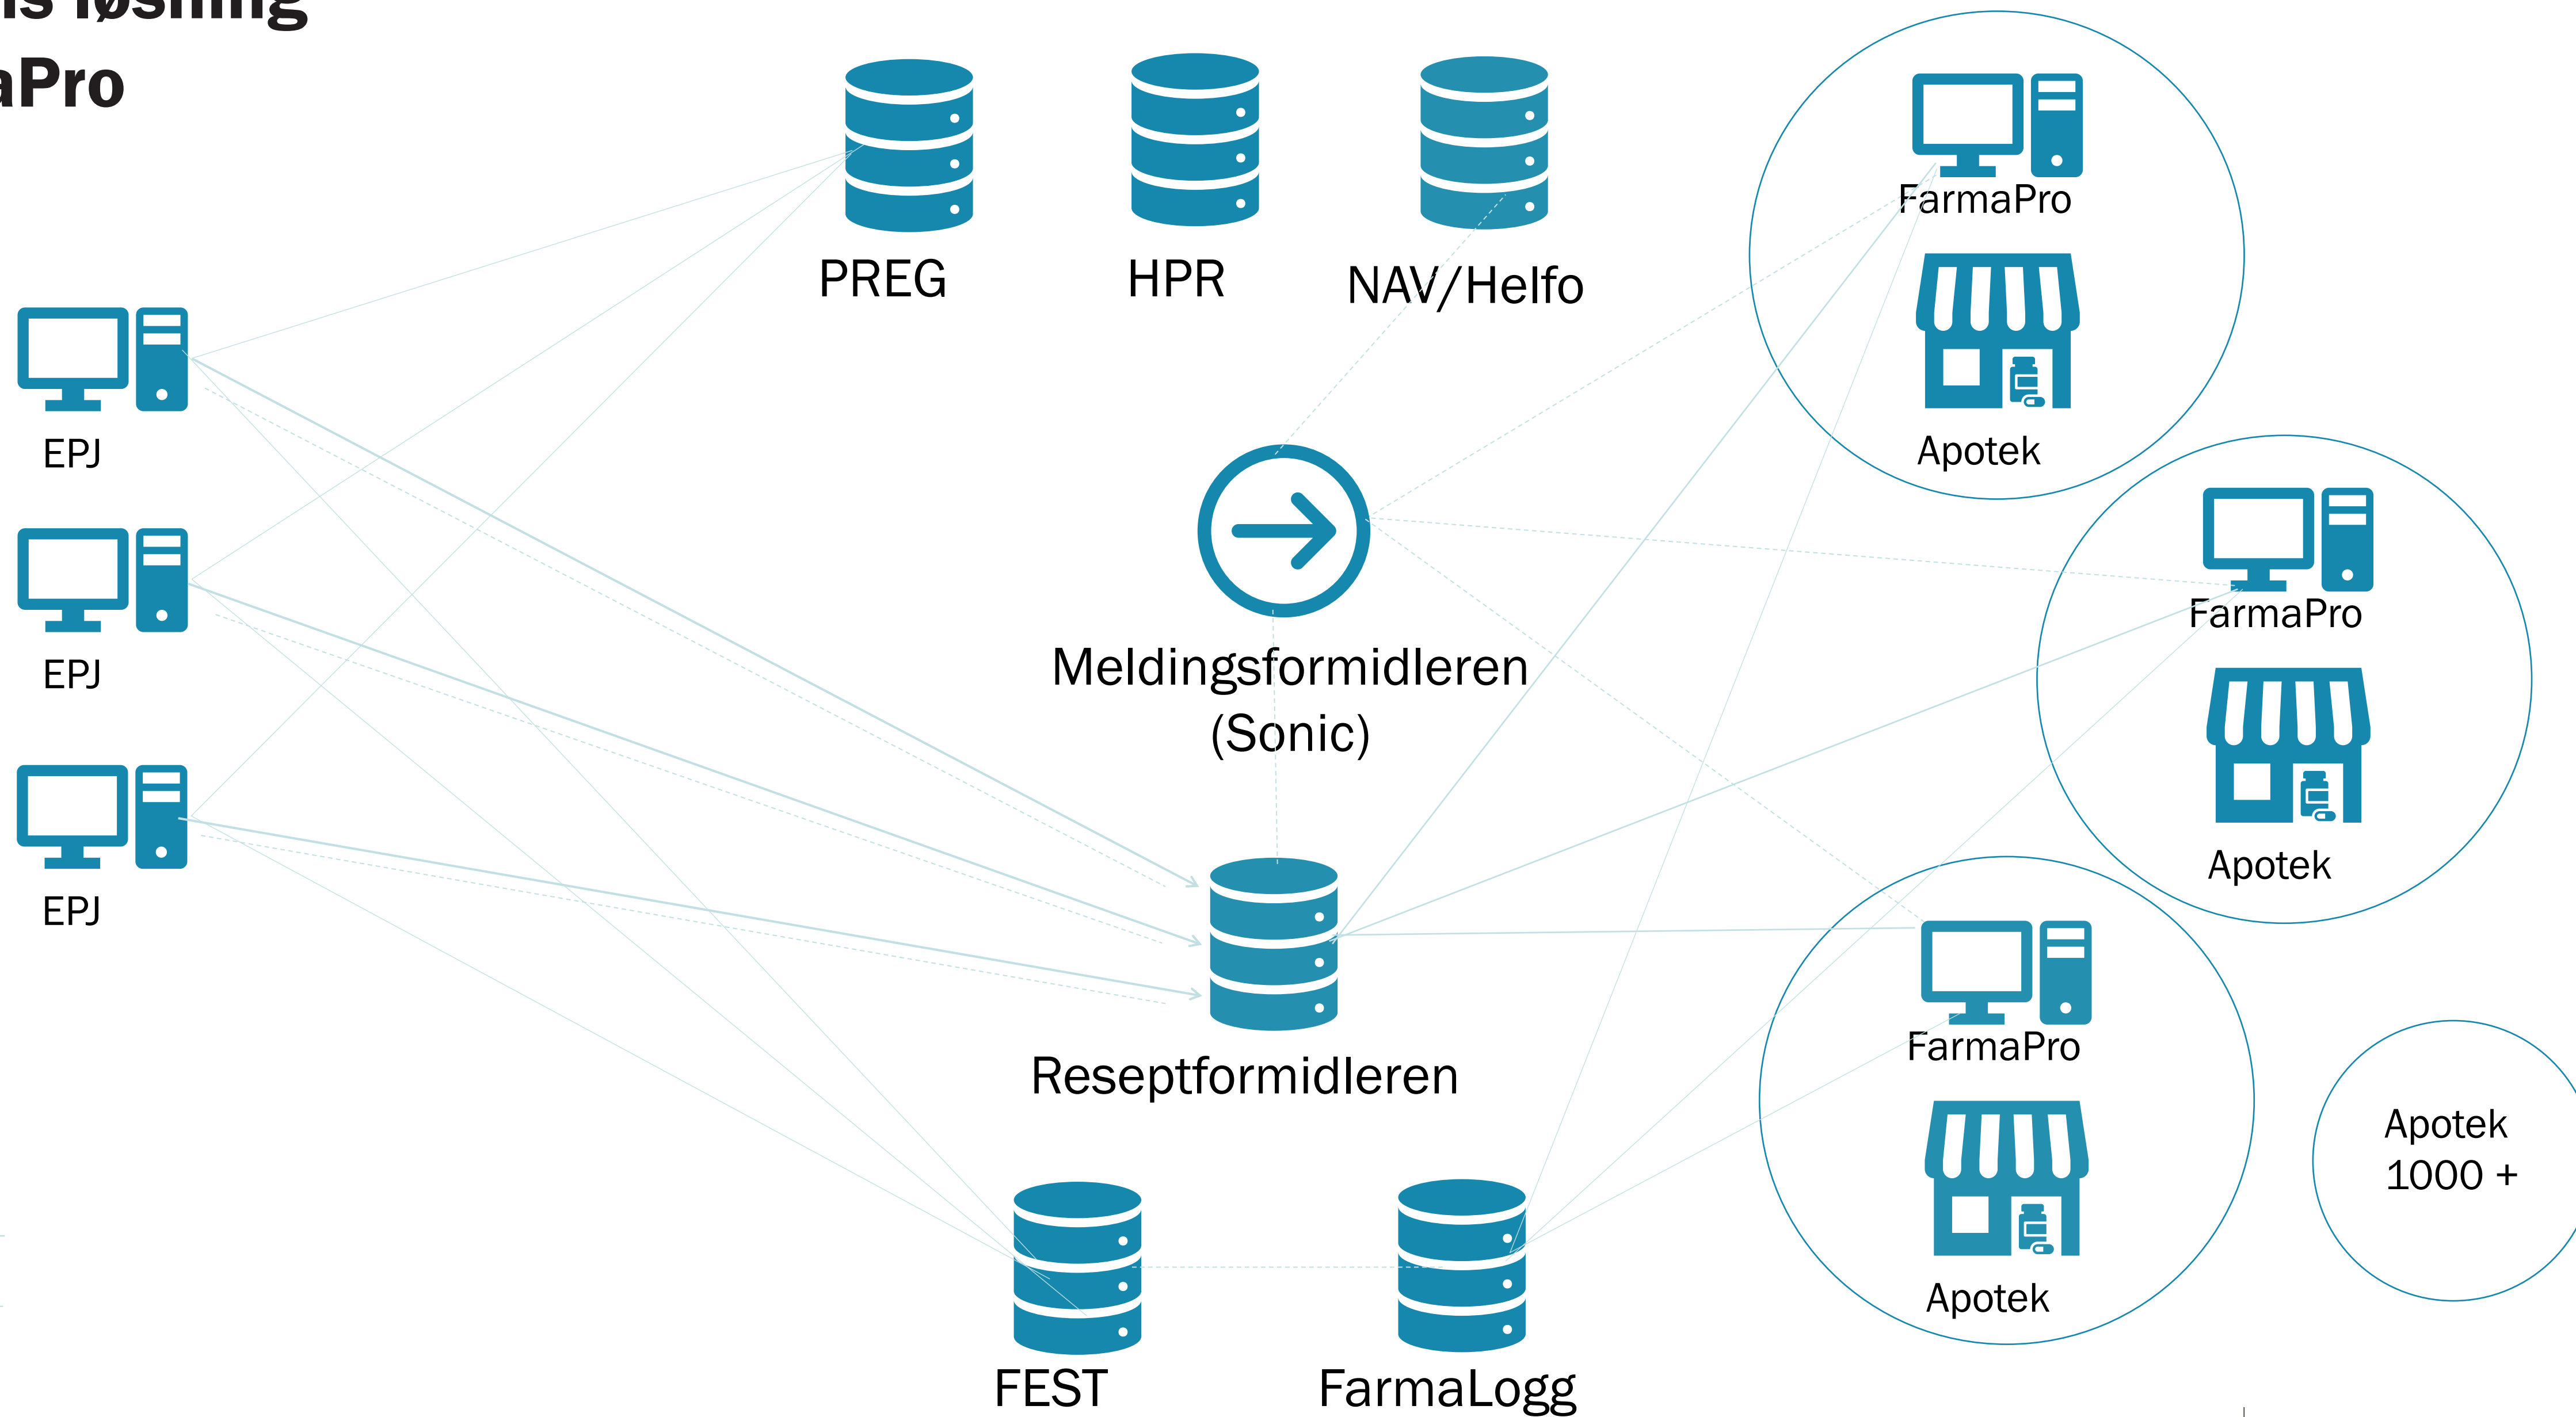 løsning
PREG
HPR
NAV/Helfo
FarmaPro
Apotek
EPJ
EPJ
EPJ
Meldingsformidleren
(Sonic)
FarmaPro
Apotek
Reseptformidleren
FarmaPro
Apotek
Apotek
1000 +
FEST
FarmaLogg